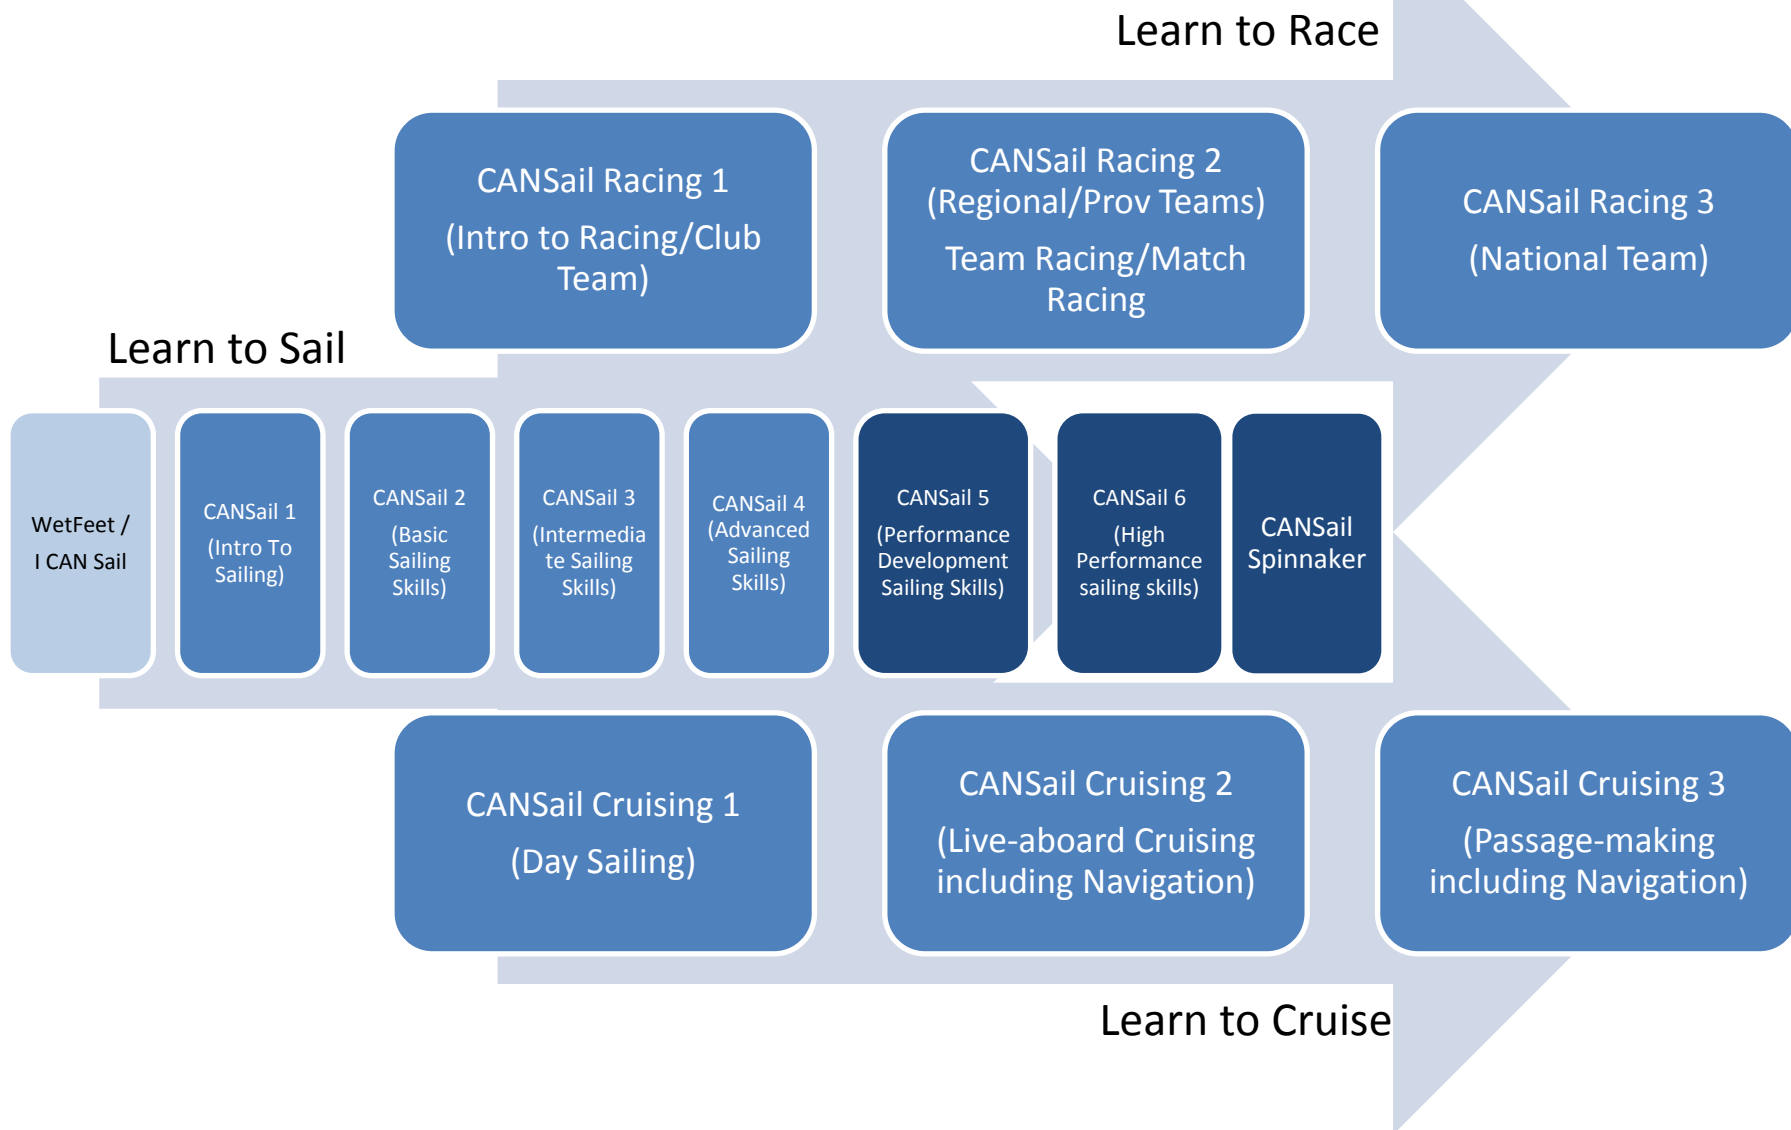 Learn to Race
CANSail Racing 1
(Intro to Racing/Club
Team)
CANSail Racing 2
(Regional/Prov Teams)
Team Racing/Match
Racing
CANSail Racing 3
(National Team)
Learn to Sail
WetFeet /
I CAN Sail
CANSail 1
(Intro To
Sailing)
CANSail 2
(Basic
Sailing
Skills)
CANSail 3
(Intermedia
te Sailing
Skills)
CANSail 4
(Advanced
Sailing
Skills)
CANSail 5
(Performance
Development
Sailing Skills)
CANSail 6
(High
Performance
sailing skills)
CANSail
Spinnaker
CANSail Cruising 1
(Day Sailing)
CANSail Cruising 2
(Live-aboard Cruising
including Navigation)
CANSail Cruising 3
(Passage-making
including Navigation)
Learn to Cruise